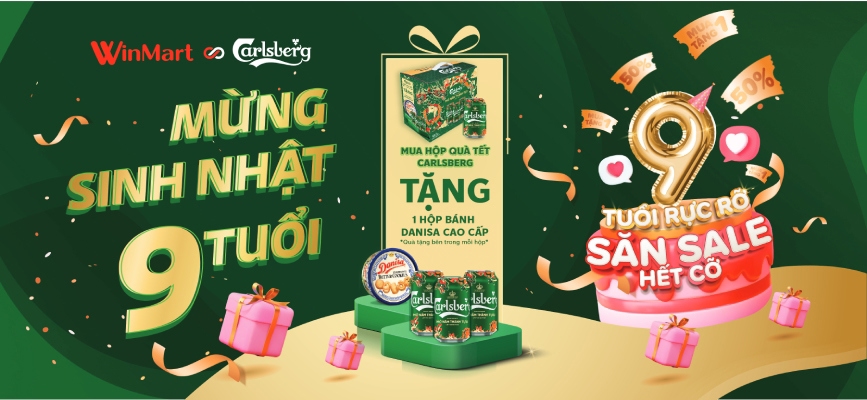 WinMart
Carlsberg
MỪNG
SINH NHẬT
9 TUỔI
Carlsberg
MUA HỘP QUÀ TẾT
CARLSBERG
TẶNG
1 HỘP BÁNH
DANISA CAO CẤP
*Quà tặng bên trong mỗi hộp*
Danisa
BUTTER COOKIES
Carlsberg
50%
MUA 1
TẶNG 1
50%
9
TUỔI RỰC RỠ
SĂN SALE
HẾT CỠ